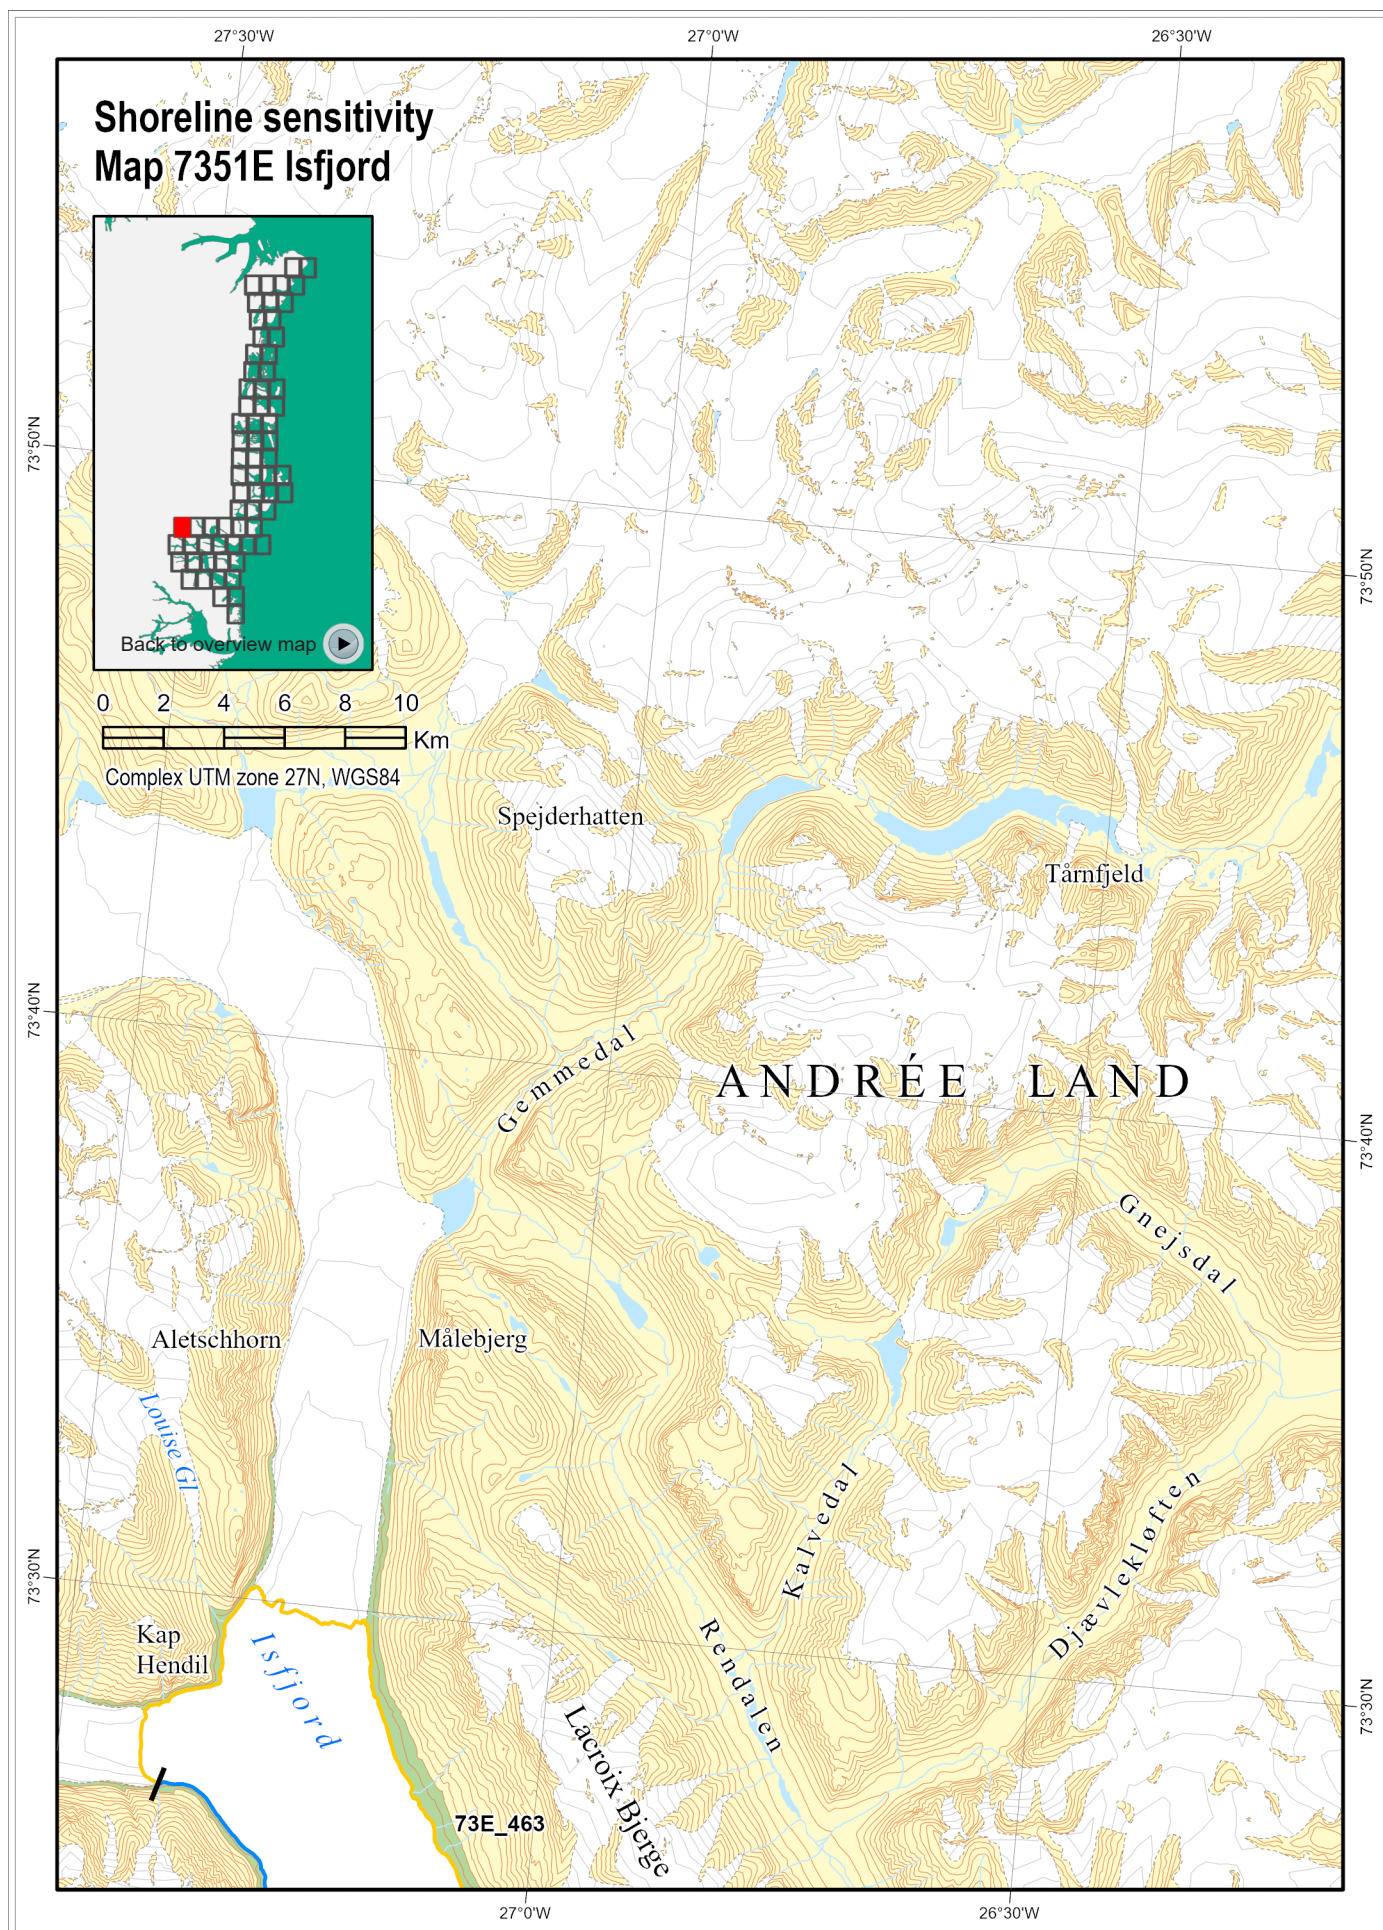 27°30'W
27°0'W
26°30'W
Shoreline sensitivity
Map 7351E Isfjord
Back to overview map
0 2 4 6 8 10
Km
Complex UTM zone 27N, WGS84
73°50'N
73°50'N
Spejderhatten
Tårnfjeld
73°40'N
Gemmedal
ANDRÉE LAND
73°40'N
Gnejsdal
Aletschhorn
Målebjerg
Louise Gl
Kalvedal
Djævlekløften
73°30'N
Kap
Hendil
Isfjord
Rendalen
Lacroix Bjerge
73°30'N
73E_463
27°0'W
26°30'W